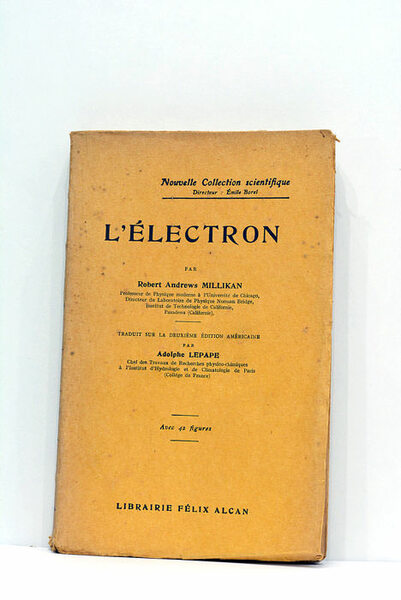 Nouvelle Collection scientifique
Directeur : Émile Borel
L'ÉLECTRON
PAR
Robert Andrews MILLIKAN
Professeur de Physique moderne à l'Université de Chicago,
Directeur du Laboratoire de Physique Norman Bridge,
Institut de Technologie de Californie,
Pasadena (Californie).
TRADUIT SUR LA DEUXIÈME ÉDITION AMÉRICAINE
PAR
Adolphe LEPAPE
Chef des Travaux de Recherches physico-chimiques
à l'Institut d'Hydrologie et de Climatologie de Paris
(Collège de France)
Avec 42 figures
LIBRAIRIE FÉLIX ALCAN